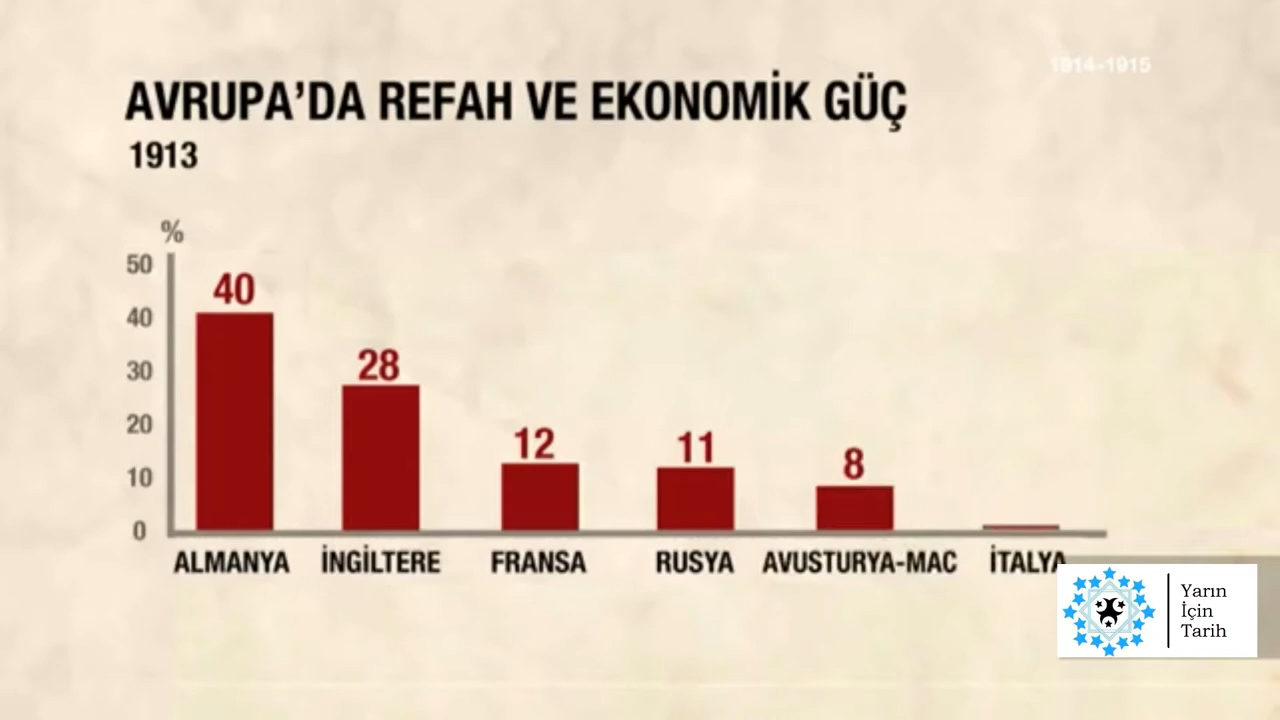 1914-1915
AVRUPA'DA REFAH VE EKONOMİK GÜÇ
1913
%
50
40
30
20
10
0
40
28
12
11
8
ALMANYA İNGİLTERE FRANSA RUSYA AVUSTURYA-MAC İTALYA
Yarın
İçin
Tarih